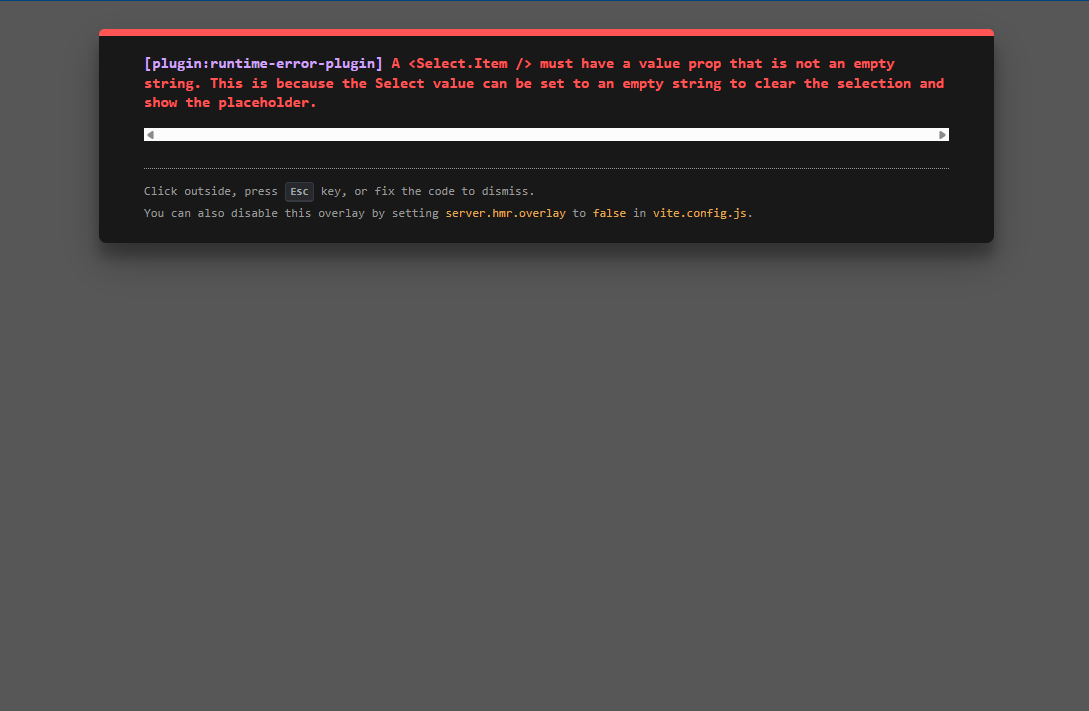 [plugin:runtime-error-plugin] A <Select.Item /> must have a value prop that is not an empty
string. This is because the Select value can be set to an empty string to clear the selection and
show the placeholder.
Click outside, press Esc key, or fix the code to dismiss.
You can also disable this overlay by setting server.hmr.overlay to false in vite.config.js.